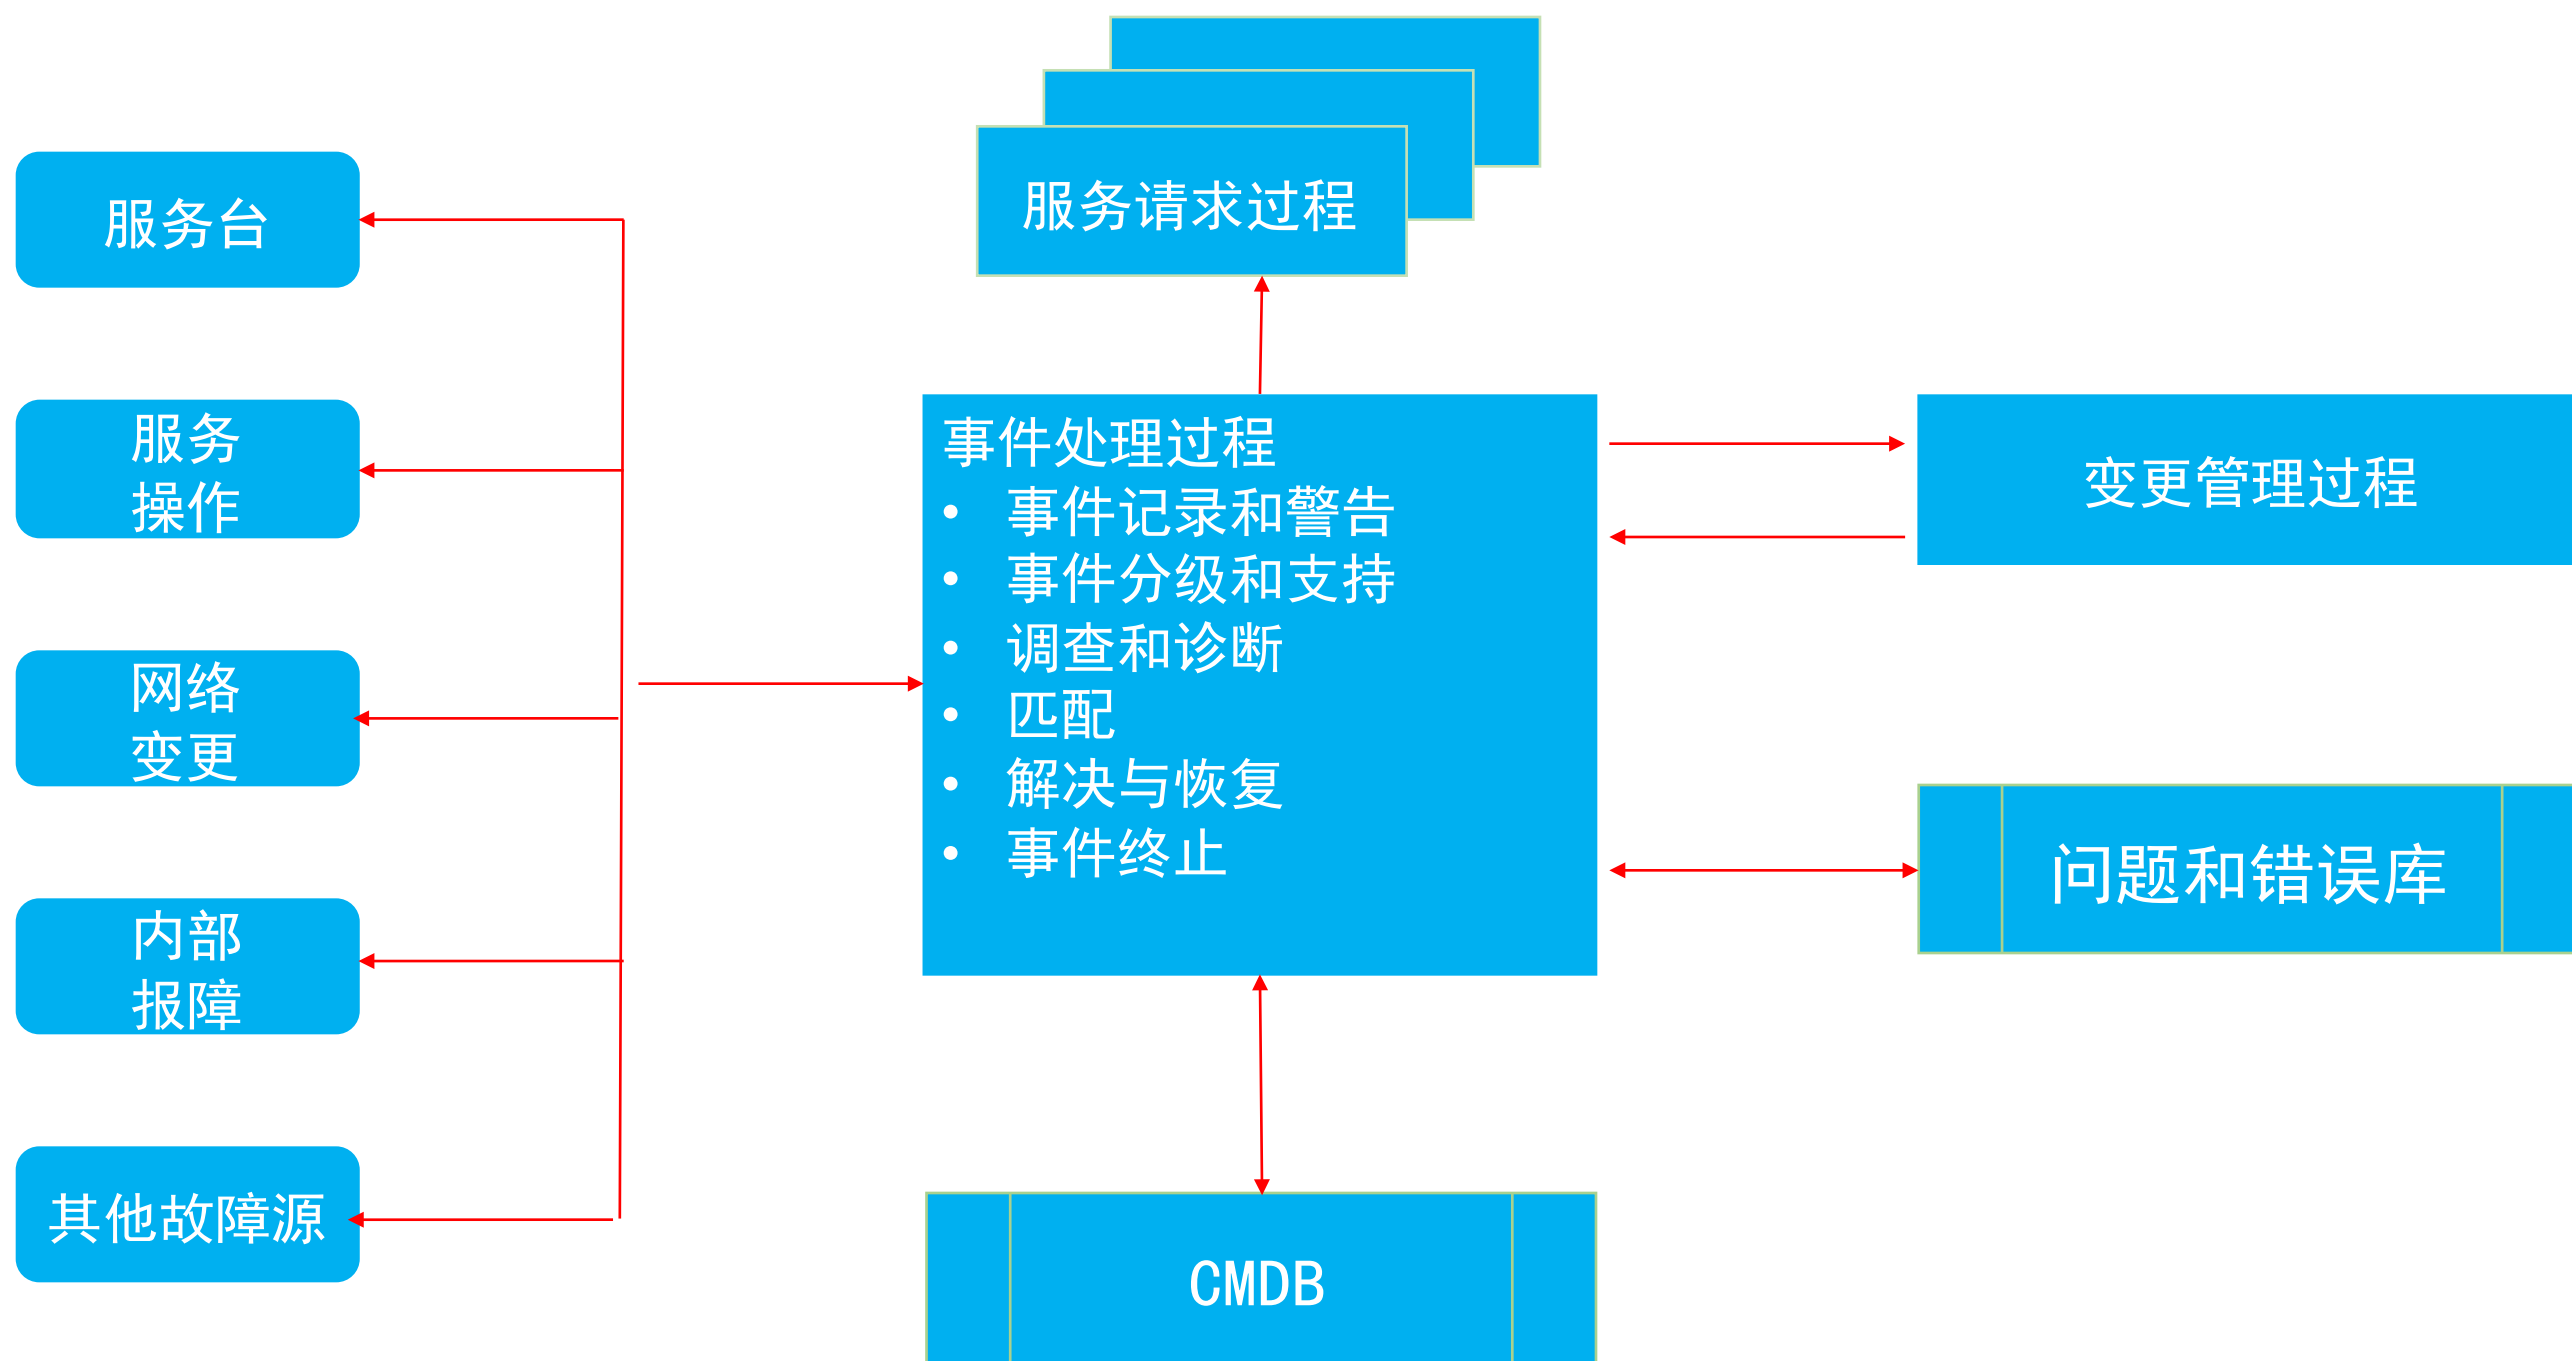 服务请求过程
服务台
服务
操作
网络
变更
内部
报障
其他故障源
事件处理过程
• 事件记录和警告
• 事件分级和支持
• 调查和诊断
• 匹配
• 解决与恢复
• 事件终止
变更管理过程
问题和错误库
CMDB